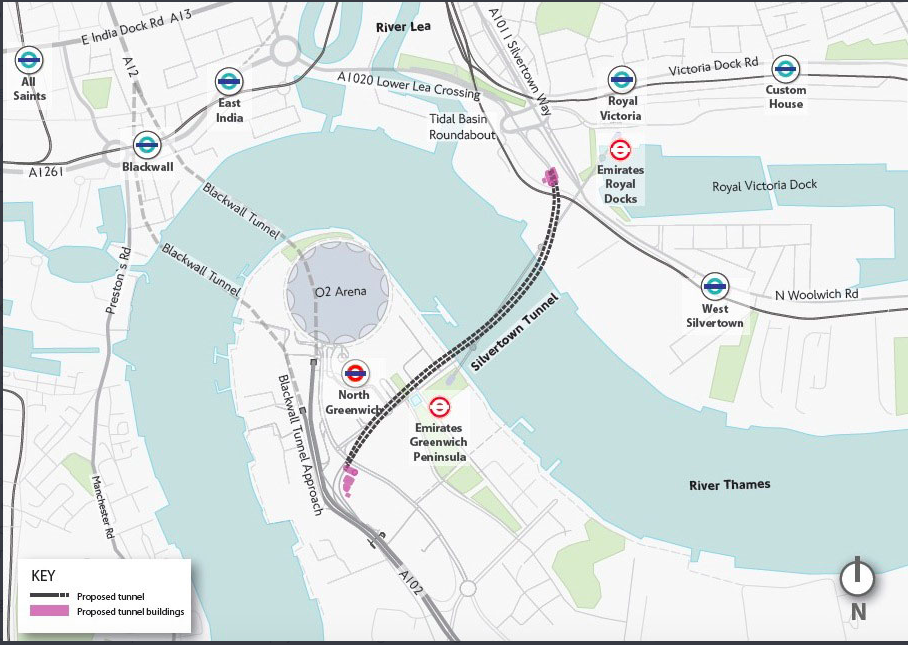 E India Dock Rd A13
River Lea
A1011 Silvertown Way
A12
All
Saints
East
India
A1020 Lower Lea Crossing
Royal
Victoria
Victoria Dock Rd
Custom
House
Tidal Basin
Roundabout
Blackwall
A1261
Emirates
Royal
Docks
Royal Victoria Dock
Blackwall Tunnel
Blackwall Tunnel
Preston's Rd
O2 Arena
West
Silvertown
N Woolwich Rd
Silvertown Tunnel
North
Greenwich
Emirates
Greenwich
Peninsula
Blackwall Tunnel Approach
River Thames
Manchester Rd
A102
KEY
Proposed tunnel
Proposed tunnel buildings
N